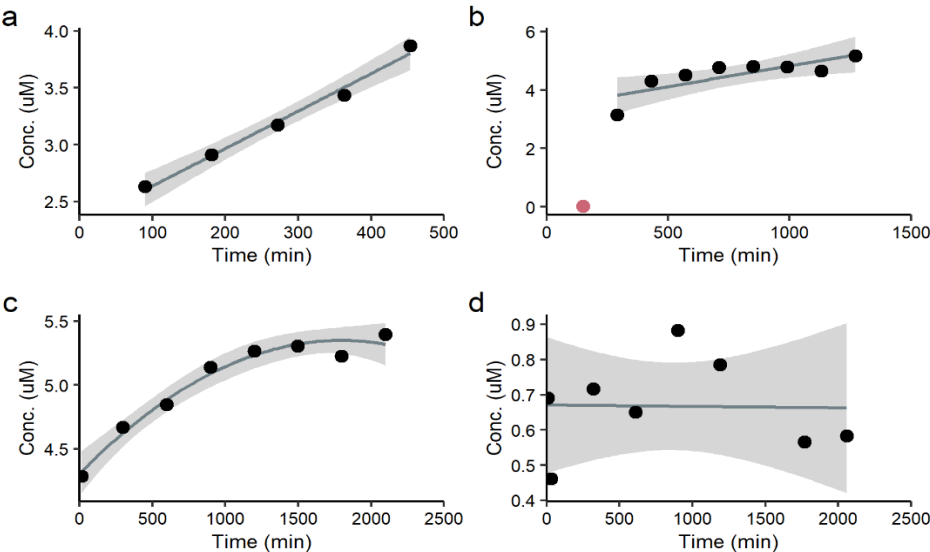 a
Conc. (uM)
4.0
3.5
3.0
2.5
0 100 200 300 400 500
Time (min)
b
Conc. (uM)
6
4
2
0
0 500 1000 1500
Time (min)
c
Conc. (uM)
5.5
5.0
4.5
0 500 1000 1500 2000 2500
Time (min)
d
Conc. (uM)
0.9
0.8
0.7
0.6
0.5
0.4
0 500 1000 1500 2000 2500
Time (min)